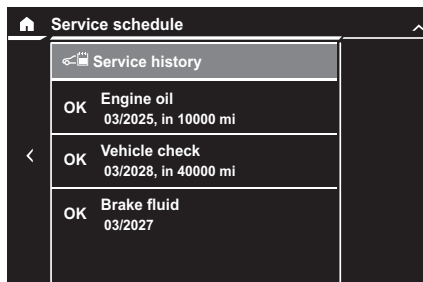 Service schedule
Service history
OK Engine oil
03/2025, in 10000 mi
OK Vehicle check
03/2028, in 40000 mi
OK Brake fluid
03/2027